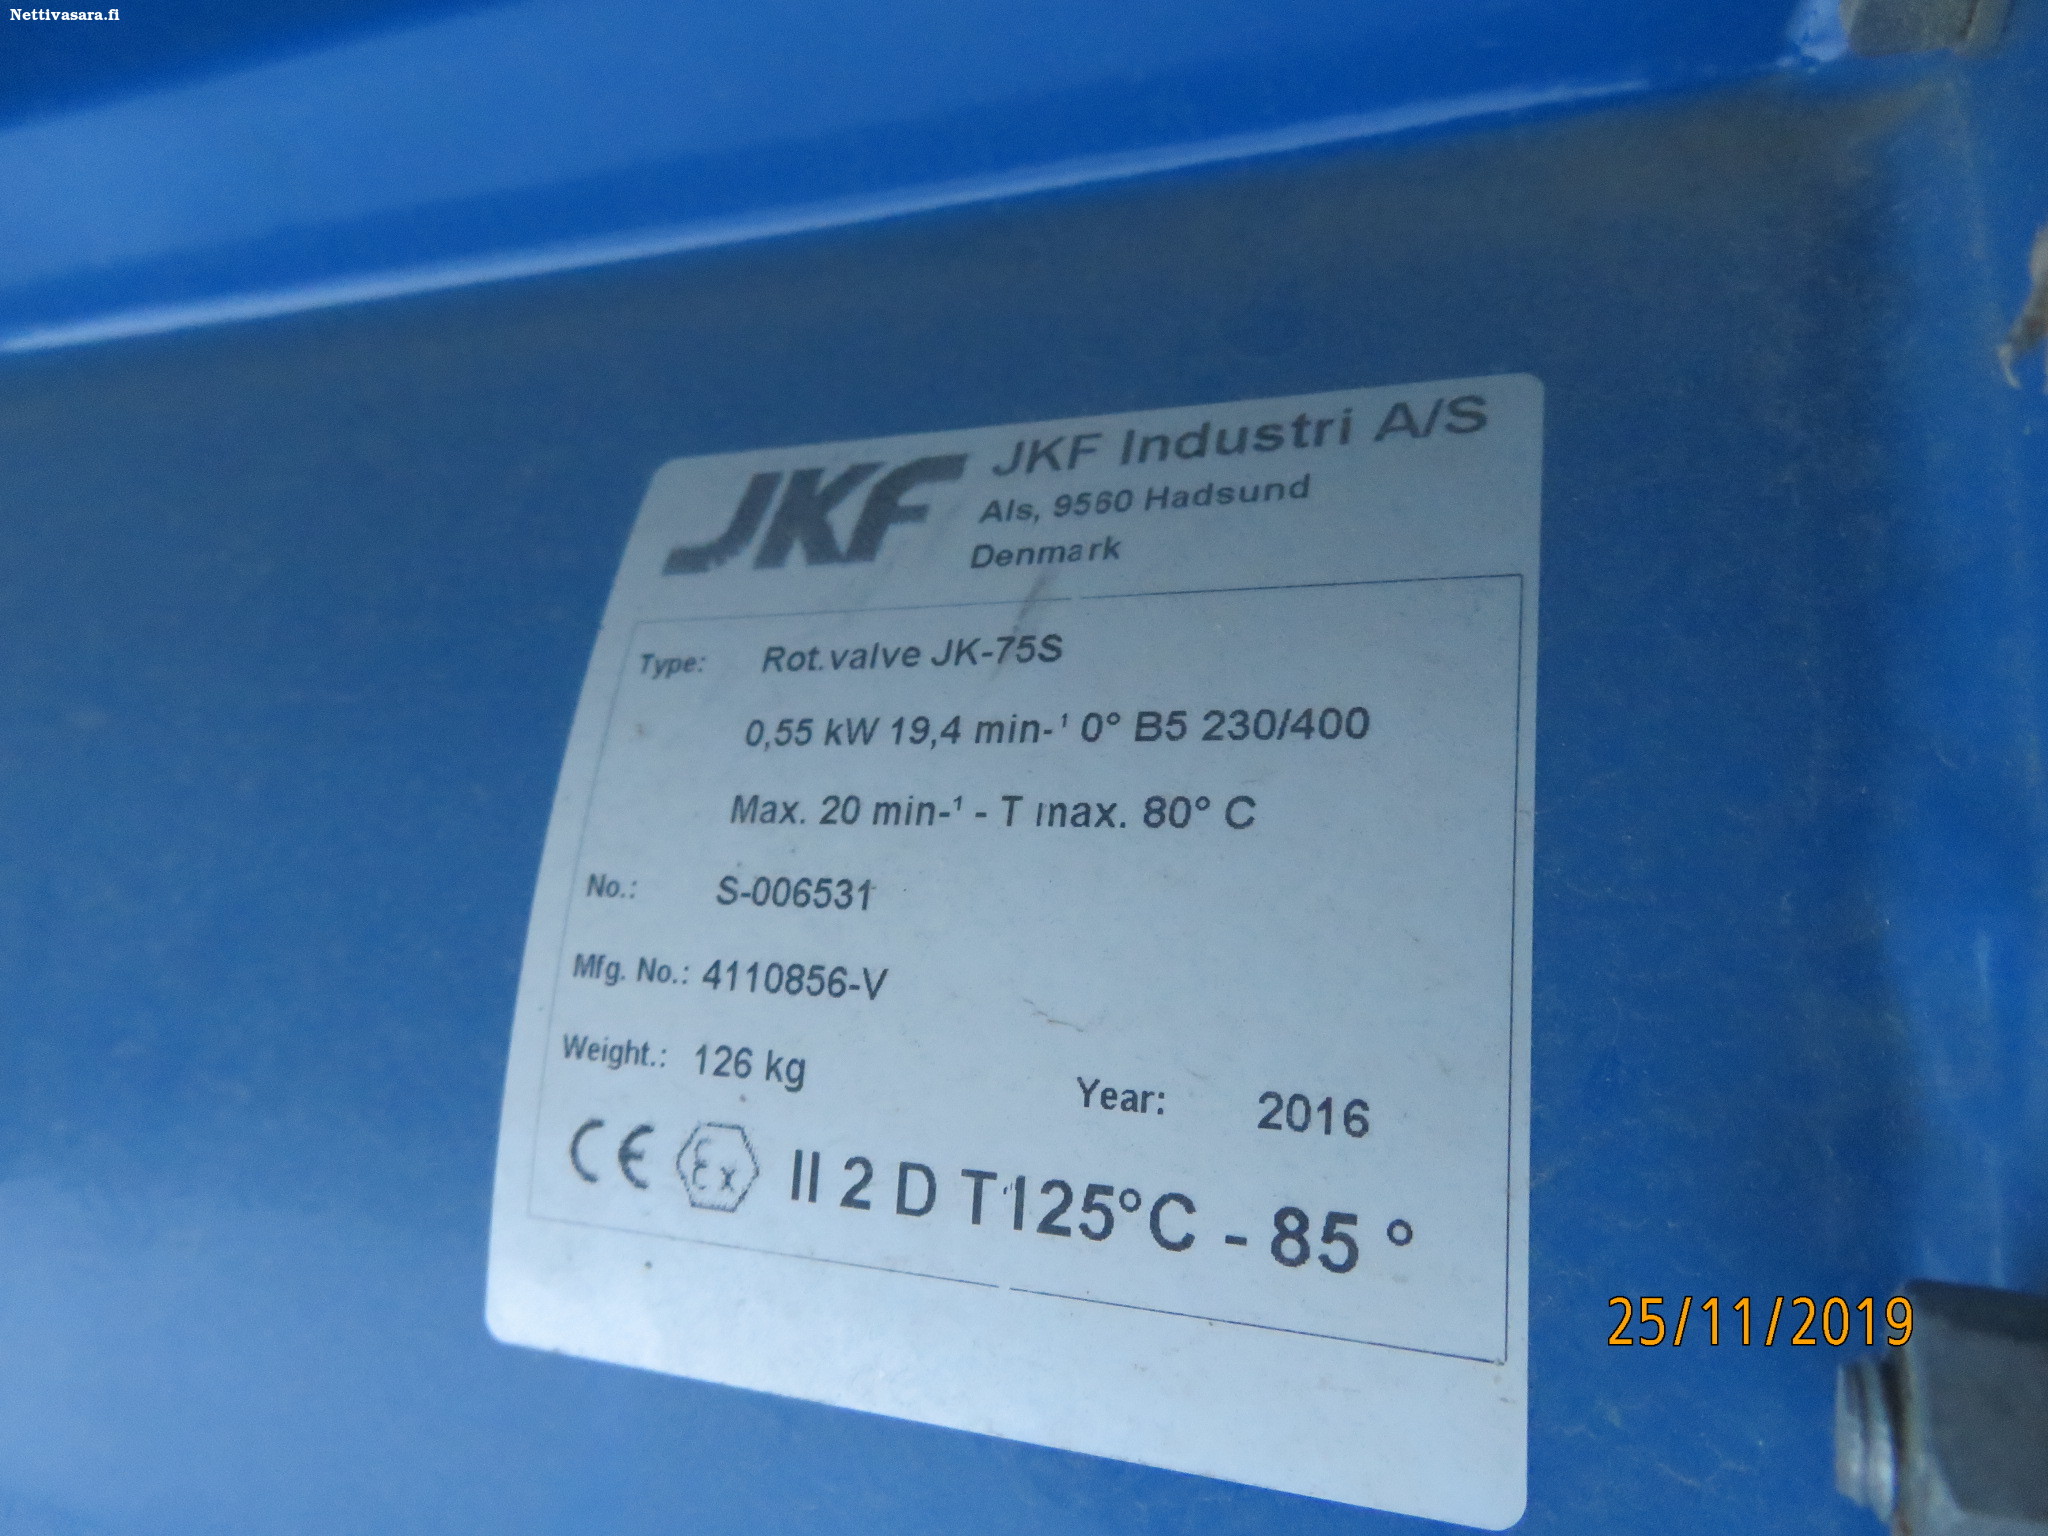 Nettivasara.fi
JKF JKF Industri A/S
Als, 9560 Hadsund
Denmark
Type: Rot.valve JK-75S
0,55 kW 19,4 min-¹ 0° B5 230/400
Max. 20 min-¹ - T max. 80° C
No.: S-006531
Mfg. No.: 4110856-V
Weight.: 126 kg
Year: 2016
CE Ex II 2 D T125°C - 85 °
25/11/2019